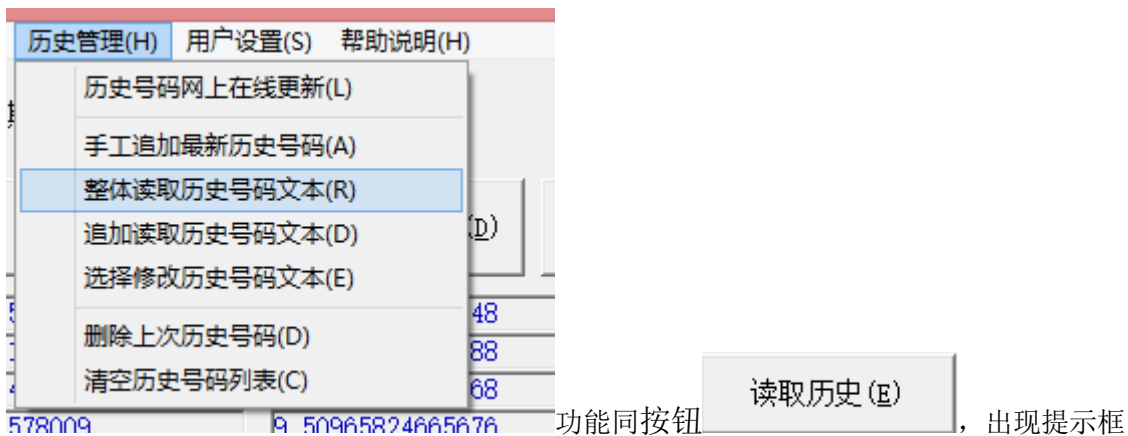 历史管理(H) 用户设置(S) 帮助说明(H)
历史号码网上在线更新(L)
手工追加最新历史号码(A)
整体读取历史号码文本(R)
追加读取历史号码文本(D)
(D)
选择修改历史号码文本(E)
48
删除上次历史号码(D)
88
清空历史号码列表(C)
68
578009 9.50965824665676 功能同按钮 读取历史(E) ，出现提示框